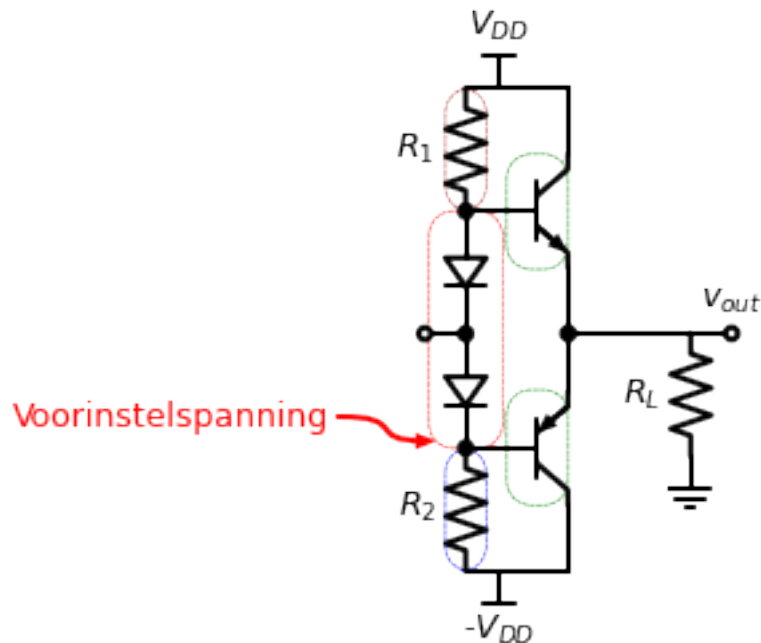 V_DD
R_1
v_out
R_L
Voorinstelspanning
R_2
-V_DD